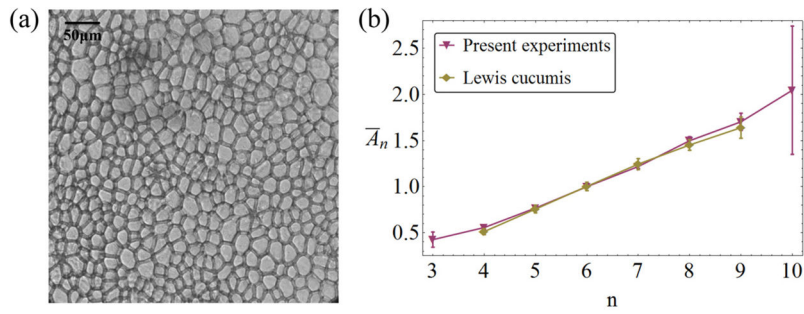 (a)
50μm
(b)
Present experiments
Lewis cucumis
2.5
2.0
1.5
1.0
0.5
A̅n
3 4 5 6 7 8 9 10
n